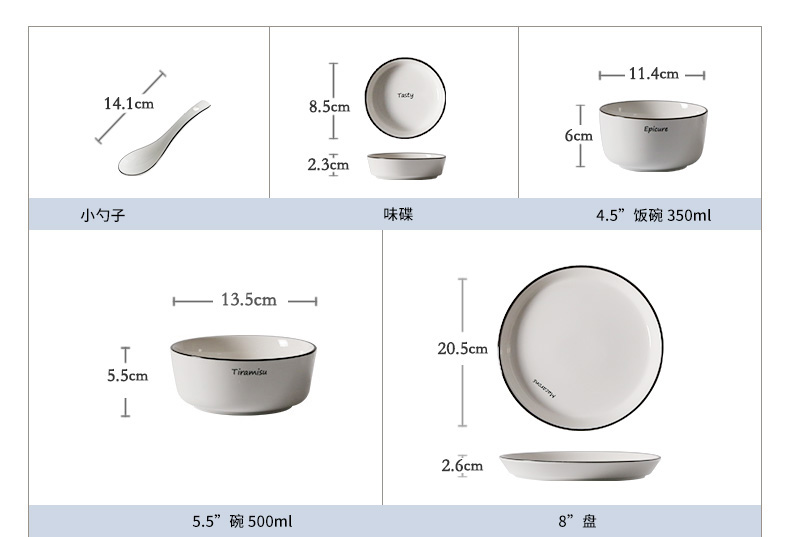 14.1cm
8.5cm
Tasty
2.3cm
11.4cm
6cm
Epicure
小勺子
味碟
4.5” 饭碗 350ml
13.5cm
5.5cm
Tiramisu
20.5cm
2.6cm
5.5” 碗 500ml
8” 盘